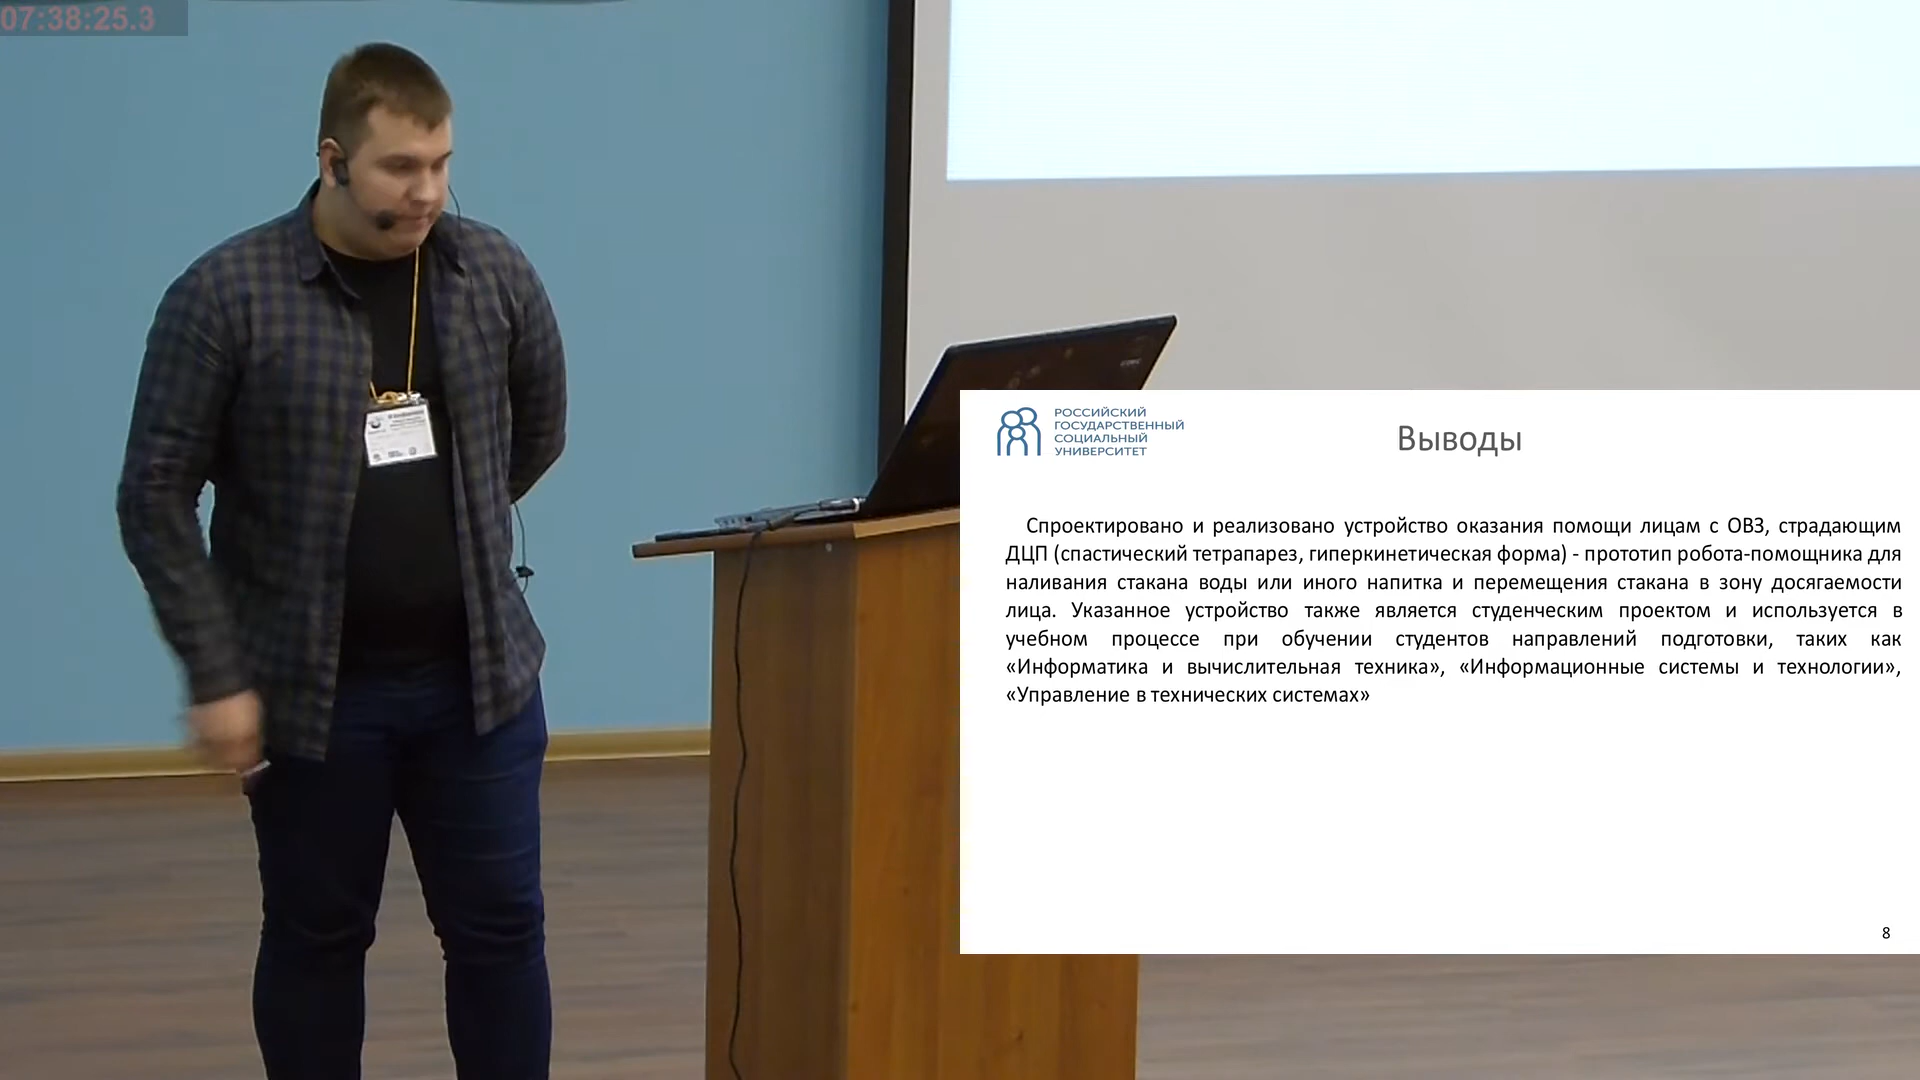 07:38:25.3
РОССИЙСКИЙ
ГОСУДАРСТВЕННЫЙ
СОЦИАЛЬНЫЙ
УНИВЕРСИТЕТ
Выводы
Спроектировано и реализовано устройство оказания помощи лицам с ОВЗ, страдающим
ДЦП (спастический тетрапарез, гиперкинетическая форма) - прототип робота-помощника для
наливания стакана воды или иного напитка и перемещения стакана в зону досягаемости
лица. Указанное устройство также является студенческим проектом и используется в
учебном процессе при обучении студентов направлений подготовки, таких как
«Информатика и вычислительная техника», «Информационные системы и технологии»,
«Управление в технических системах»
8